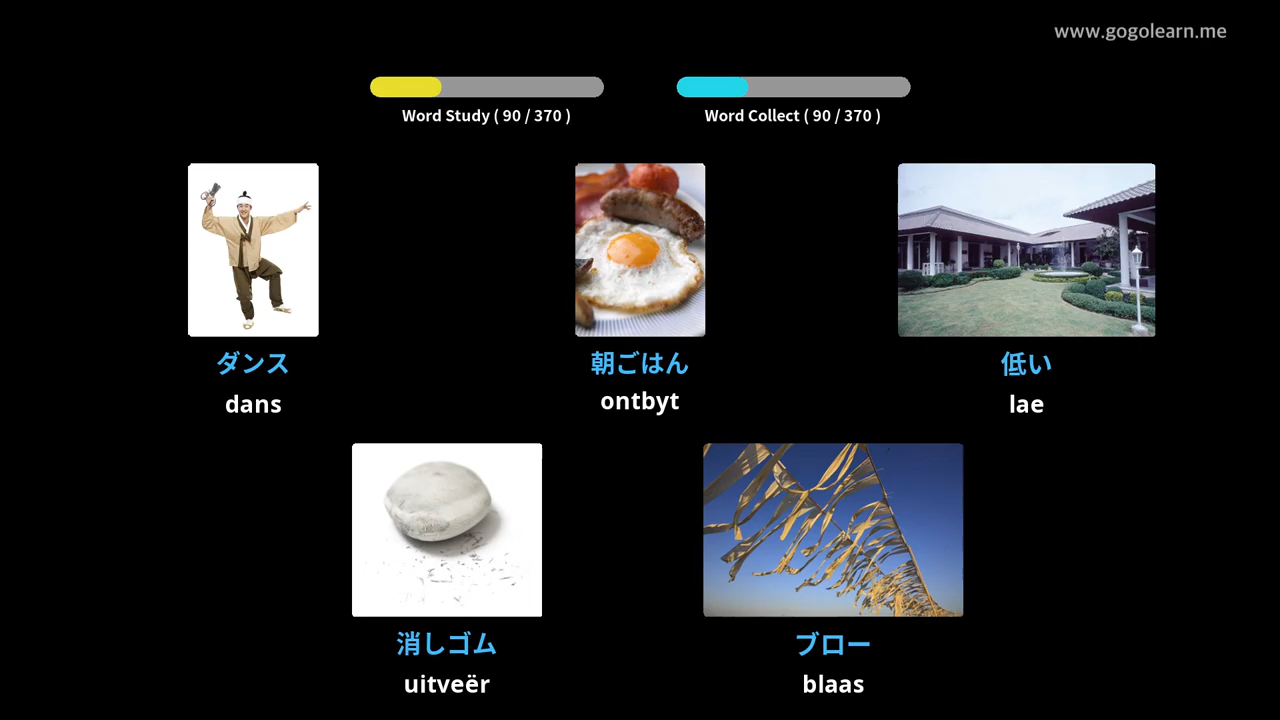 www.gogolearn.me
Word Study ( 90 / 370 )
Word Collect ( 90 / 370 )
ダンス
dans
朝ごはん
ontbyt
低い
lae
消しゴム
uitveër
ブロー
blaas